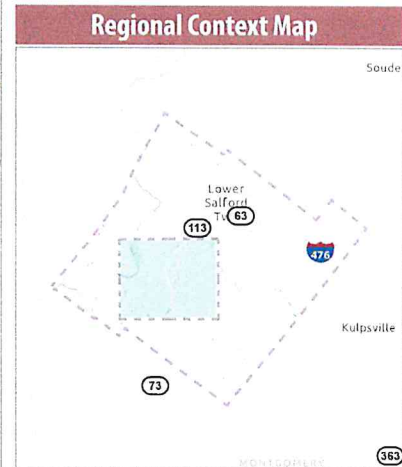 Regional Context Map
Soude
Lower
Salford
Tw
63
113
476
Kulpsville
73
363
MONTGOMERY